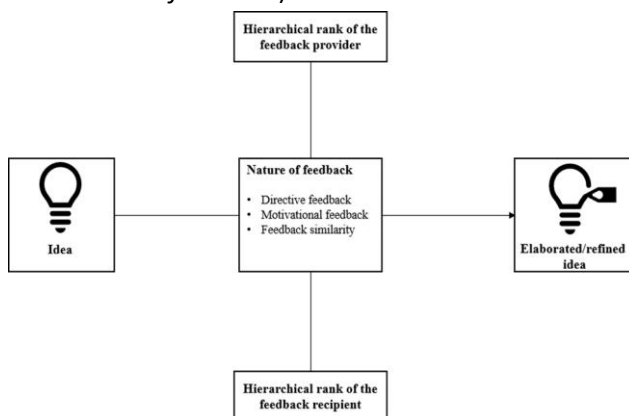 Hierarchical rank of the
feedback provider
Nature of feedback
• Directive feedback
• Motivational feedback
• Feedback similarity
Idea
Elaborated/refined
idea
Hierarchical rank of the
feedback recipient